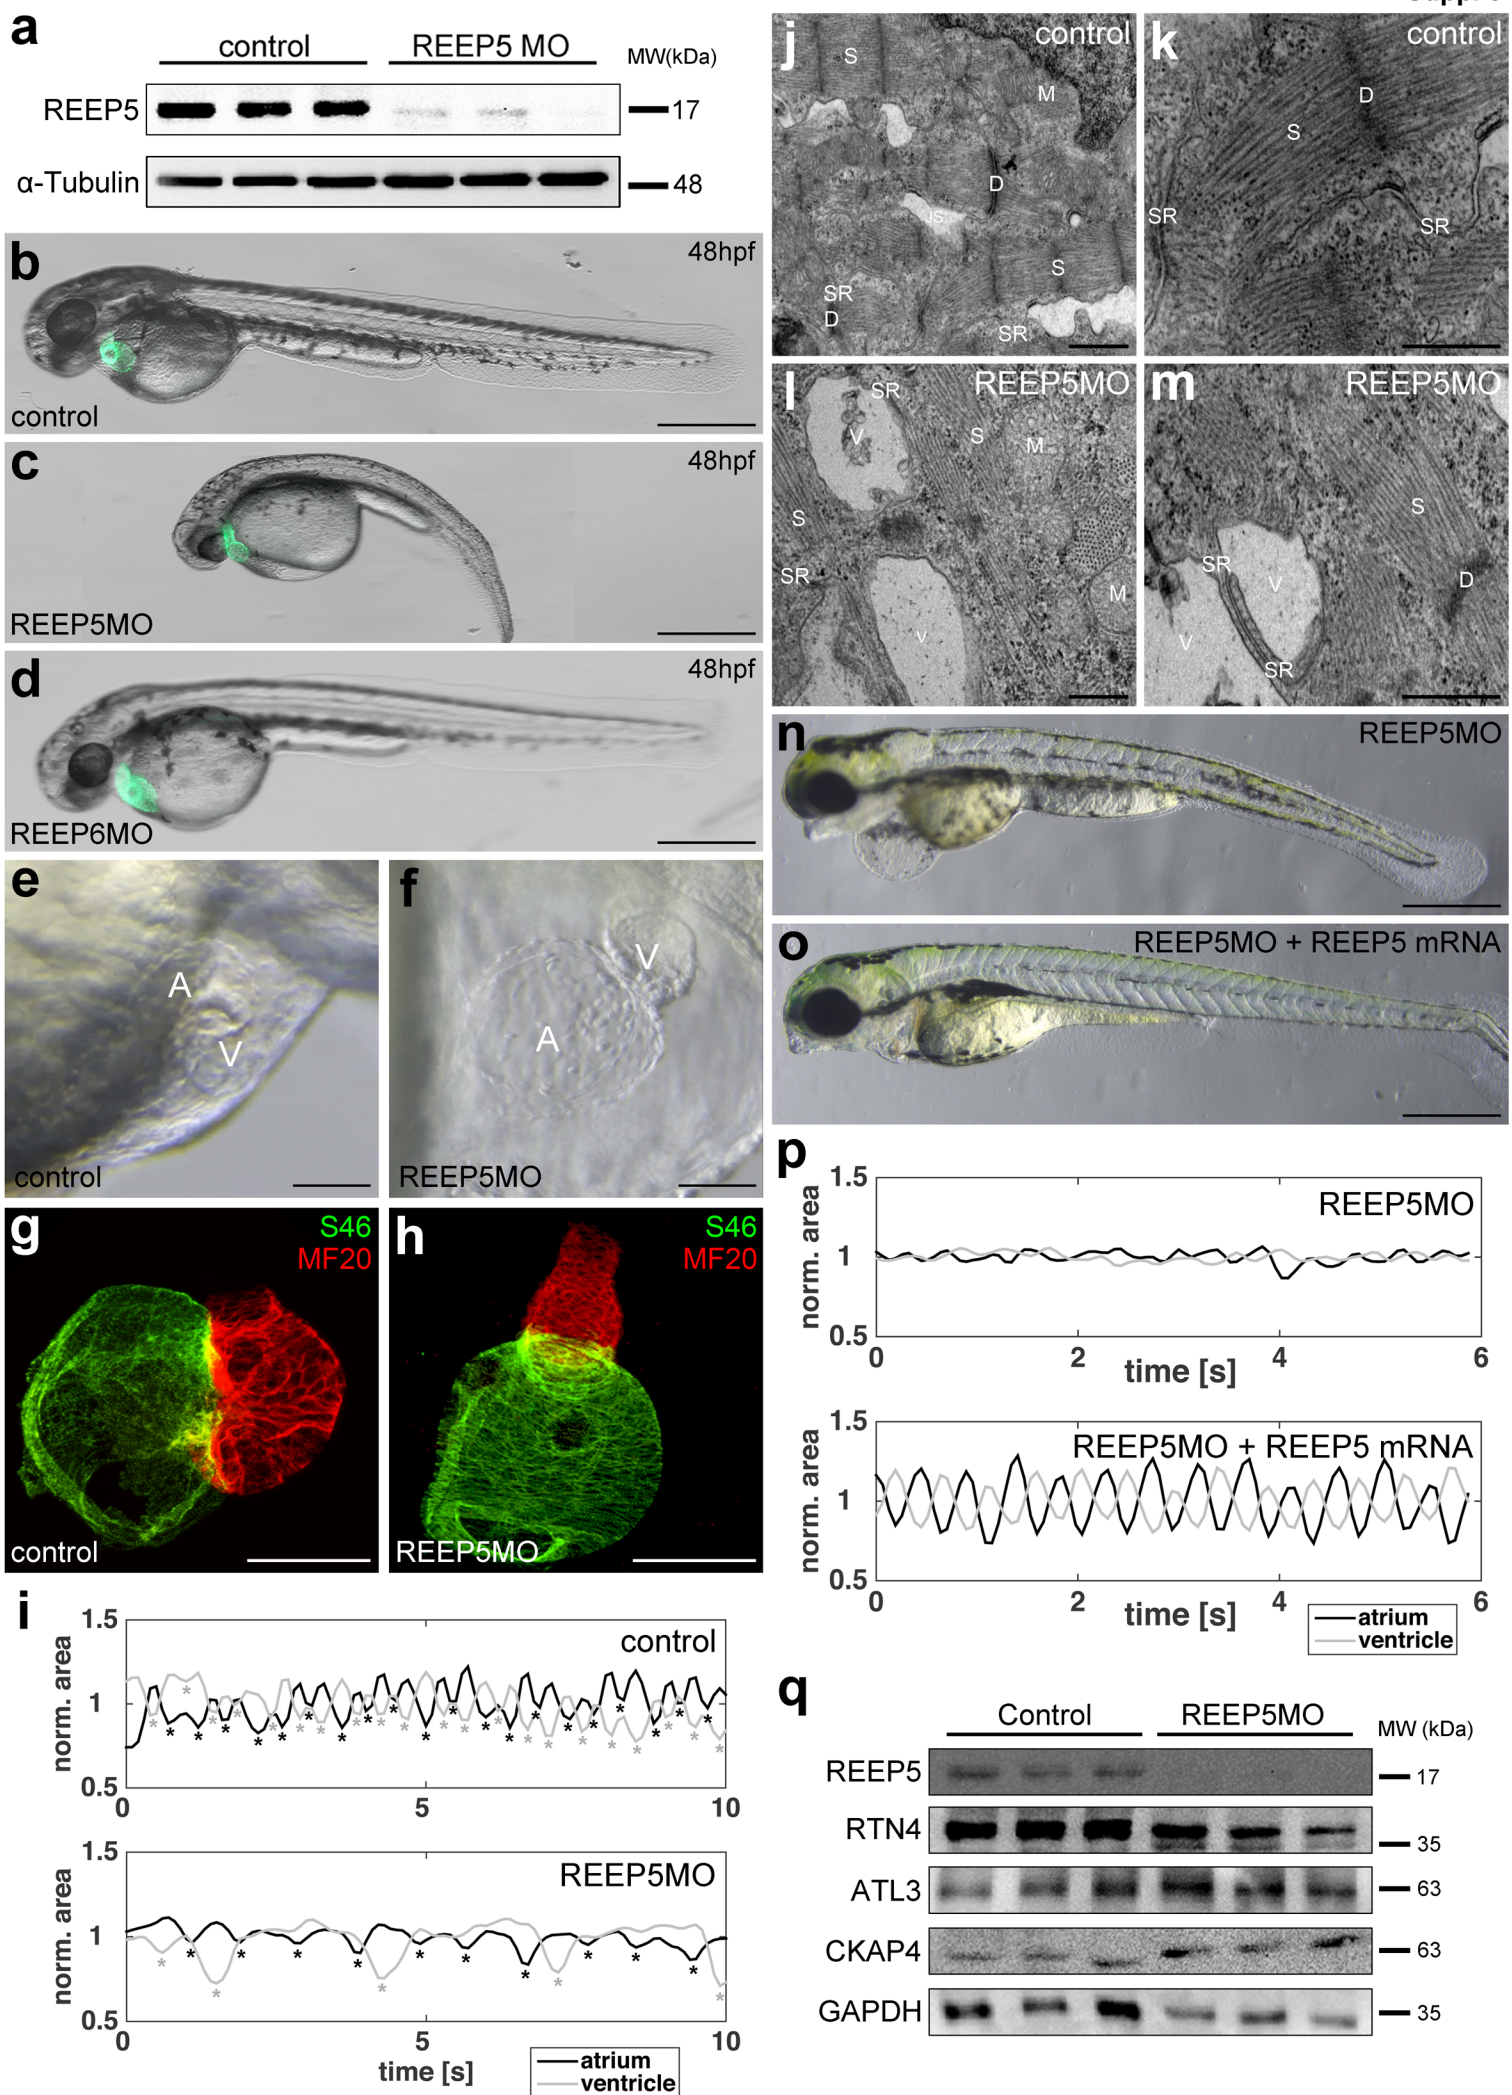 a
control REEP5 MO MW(kDa)
REEP5 17
α-Tubulin 48
b 48hpf
control
c 48hpf
REEP5MO
d 48hpf
REEP6MO
e
A
V
control
f
V
A
REEP5MO
g S46
MF20
control
h S46
MF20
REEP5MO
i
1.5
control
norm. area
1
0.5
0 5 10
1.5
REEP5MO
norm. area
1
0.5
0 5 10
time [s]
atrium
ventricle
j control
S
M
D
JS
S
SR
D
SR
k control
D
S
SR
SR
l REEP5MO
SR
V
S
M
S
SR
M
V
m REEP5MO
S
SR
D
V
V
SR
n REEP5MO
o REEP5MO + REEP5 mRNA
p
1.5
REEP5MO
norm. area
1
0.5
0 2 4 6
time [s]
1.5
REEP5MO + REEP5 mRNA
norm. area
1
0.5
0 2 4 6
time [s]
atrium
ventricle
q
Control REEP5MO MW (kDa)
REEP5 17
RTN4 35
ATL3 63
CKAP4 63
GAPDH 35